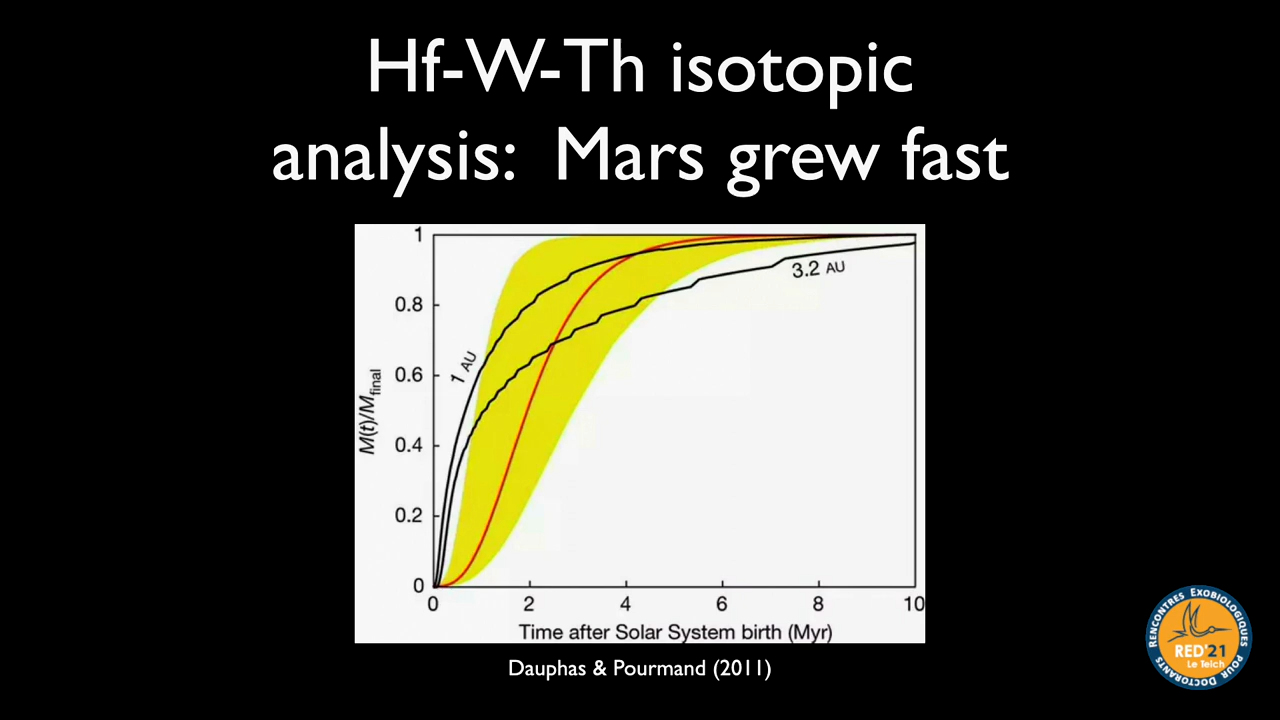 Hf-W-Th isotopic
analysis: Mars grew fast
1
0.8
0.6
0.4
0.2
0
M(t)/Mfinal
1 AU
3.2 AU
0 2 4 6 8 10
Time after Solar System birth (Myr)
Dauphas & Pourmand (2011)
RENCONTRES EXOBIOLOGIQUES POUR DOCTORANTS
RED'21
Le Teich